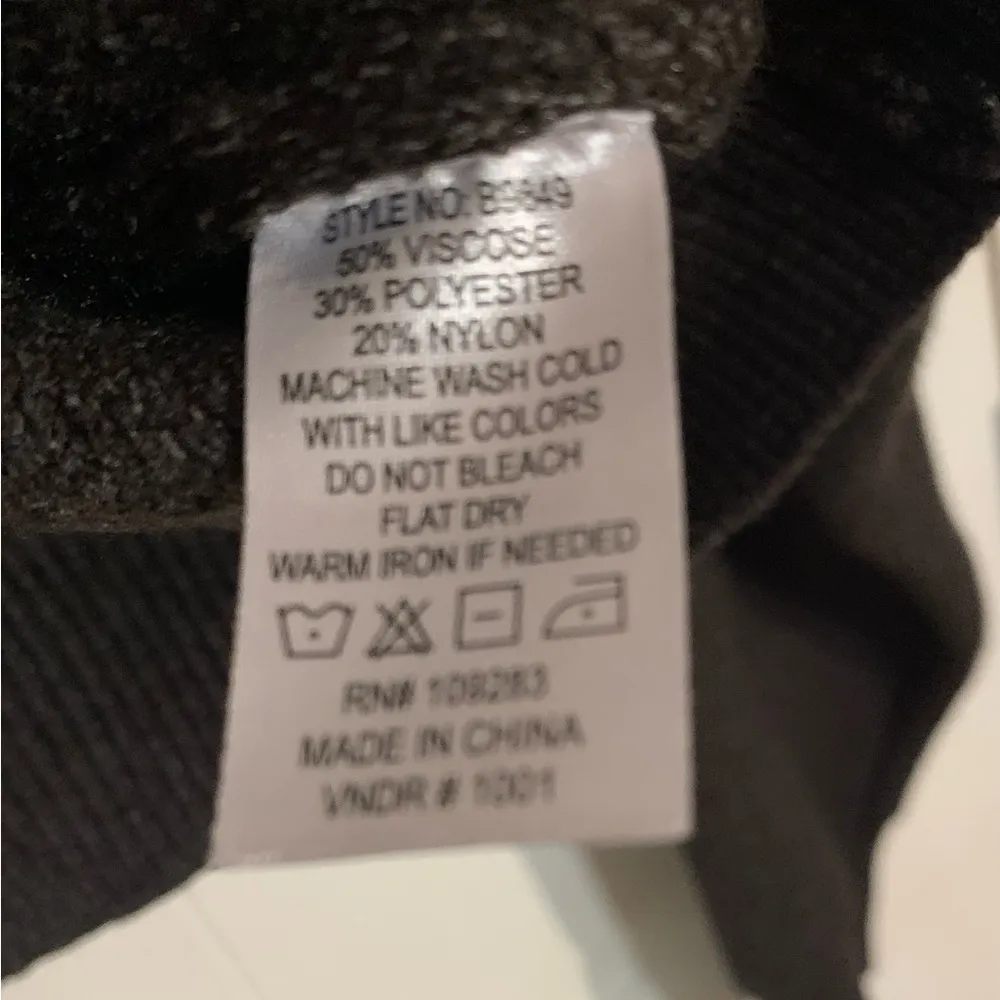 STYLE NO: B9849
50% VISCOSE
30% POLYESTER
20% NYLON
MACHINE WASH COLD
WITH LIKE COLORS
DO NOT BLEACH
FLAT DRY
WARM IRON IF NEEDED
RN# 109283
MADE IN CHINA
VNDR # 1001